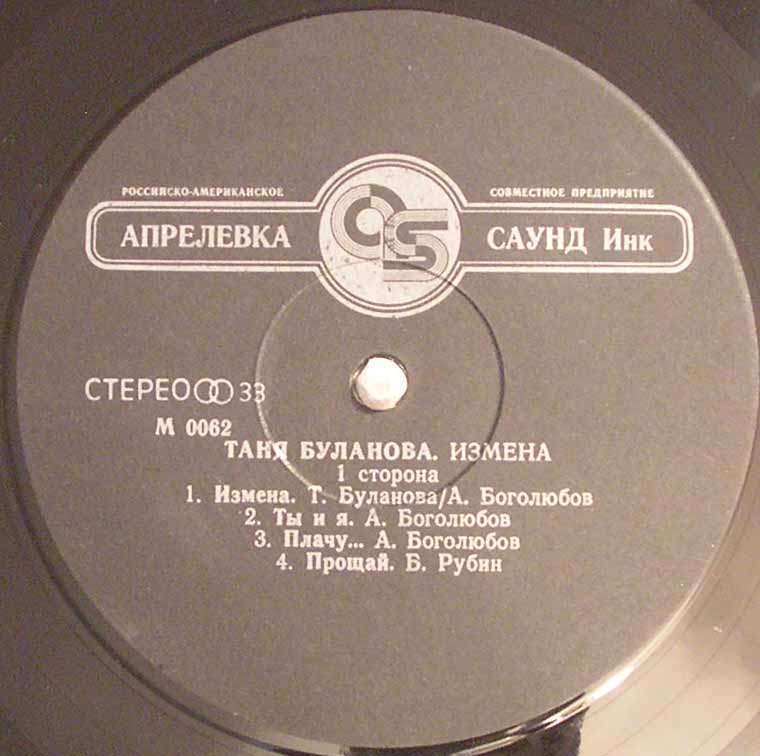 РОССИЙСКО-АМЕРИКАНСКОЕ СОВМЕСТНОЕ ПРЕДПРИЯТИЕ
АПРЕЛЕВКА САУНД Инк
СТЕРЕО 33
М 0062
ТАНЯ БУЛАНОВА. ИЗМЕНА
1 сторона
1. Измена. Т. Буланова/А. Боголюбов
2. Ты и я. А. Боголюбов
3. Плачу... А. Боголюбов
4. Прощай. Б. Рубин